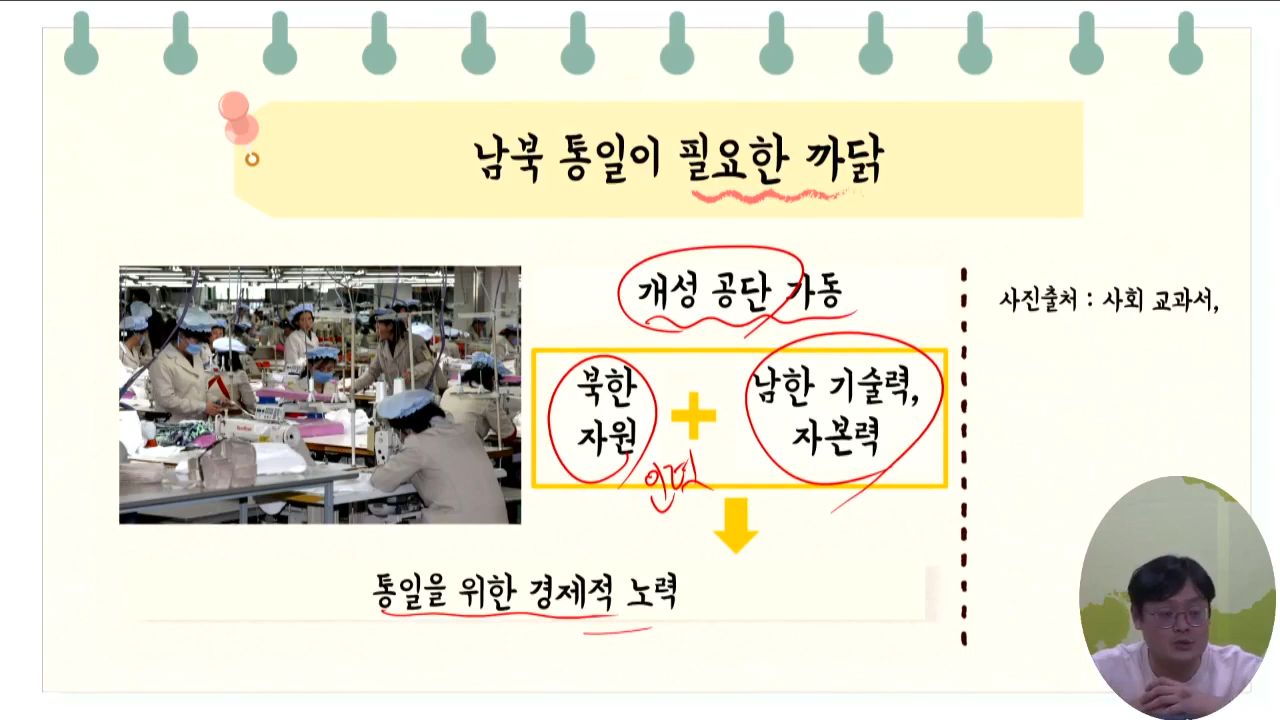 남북 통일이 필요한 까닭
개성 공단 가동
사진출처 : 사회 교과서,
북한
자원
남한 기술력,
자본력
인력
통일을 위한 경제적 노력